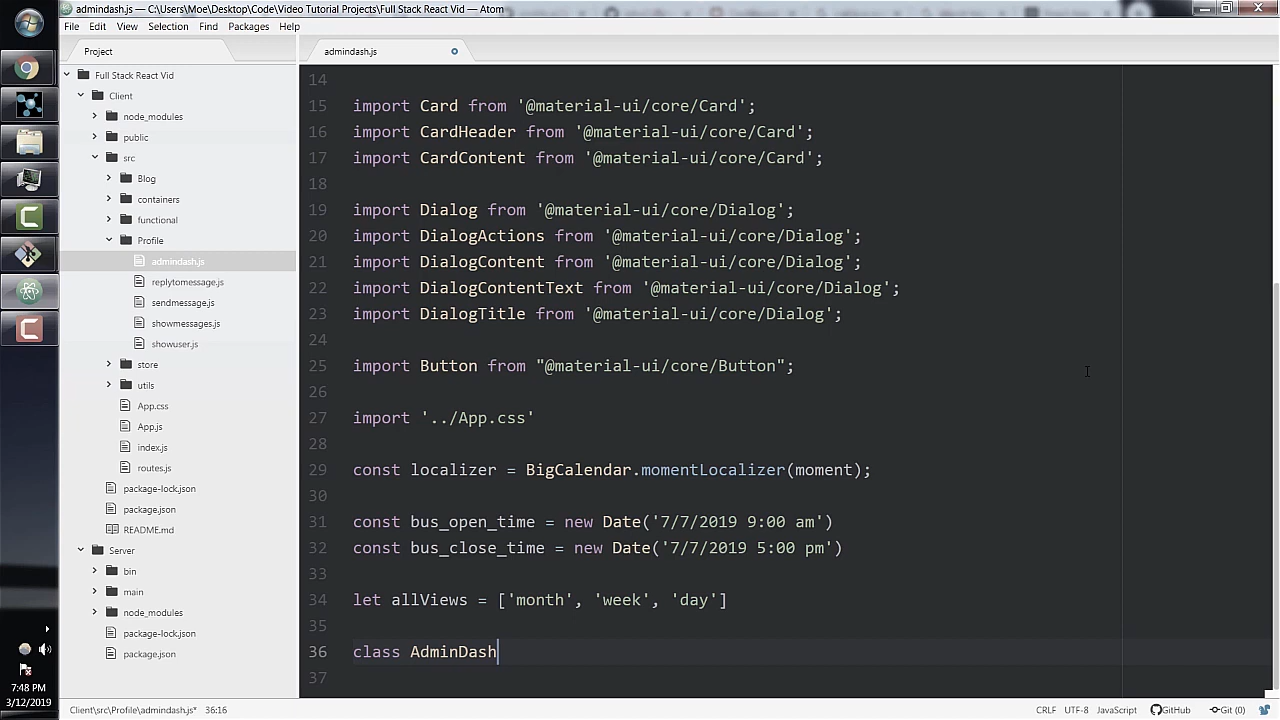 admindash.js — C:\Users\Moe\Desktop\Code\Video Tutorial Projects\Full Stack React Vid — Atom
File Edit View Selection Find Packages Help
Project
admindash.js
Full Stack React Vid
Client
node_modules
public
src
Blog
containers
functional
Profile
admindash.js
replytomessage.js
sendmessage.js
showmessages.js
showuser.js
store
utils
App.css
App.js
index.js
routes.js
package-lock.json
package.json
README.md
Server
bin
main
node_modules
package-lock.json
package.json
14
15 import Card from '@material-ui/core/Card';
16 import CardHeader from '@material-ui/core/Card';
17 import CardContent from '@material-ui/core/Card';
18
19 import Dialog from '@material-ui/core/Dialog';
20 import DialogActions from '@material-ui/core/Dialog';
21 import DialogContent from '@material-ui/core/Dialog';
22 import DialogContentText from '@material-ui/core/Dialog';
23 import DialogTitle from '@material-ui/core/Dialog';
24
25 import Button from "@material-ui/core/Button";
26
27 import '../App.css'
28
29 const localizer = BigCalendar.momentLocalizer(moment);
30
31 const bus_open_time = new Date('7/7/2019 9:00 am')
32 const bus_close_time = new Date('7/7/2019 5:00 pm')
33
34 let allViews = ['month', 'week', 'day']
35
36 class AdminDash
37
7:48 PM
3/12/2019
Client\src\Profile\admindash.js* 36:16
CRLF UTF-8 JavaScript GitHub Git (0)